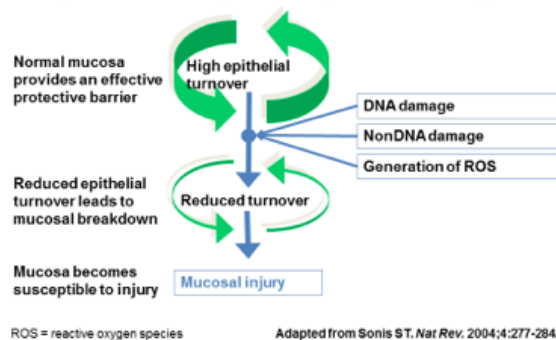 Normal mucosa
provides an effective
protective barrier
High epithelial
turnover
DNA damage
NonDNA damage
Generation of ROS
Reduced epithelial
turnover leads to
mucosal breakdown
Reduced turnover
Mucosa becomes
susceptible to injury
Mucosal injury
ROS = reactive oxygen species
Adapted from Sonis ST. Nat Rev. 2004;4:277-284